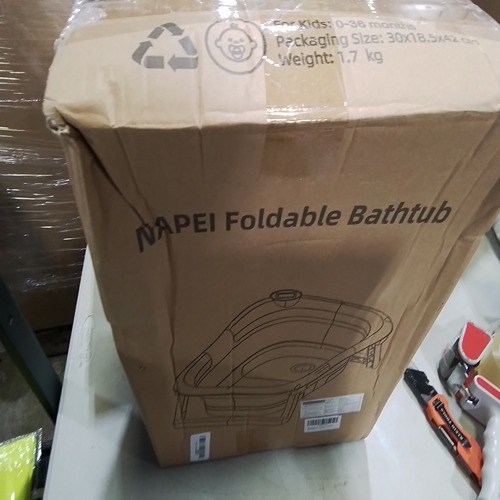 For Kids: 0-36 months
Packaging Size: 30x18.5x42 cm
Weight: 1.7 kg
NAPEI Foldable Bathtub